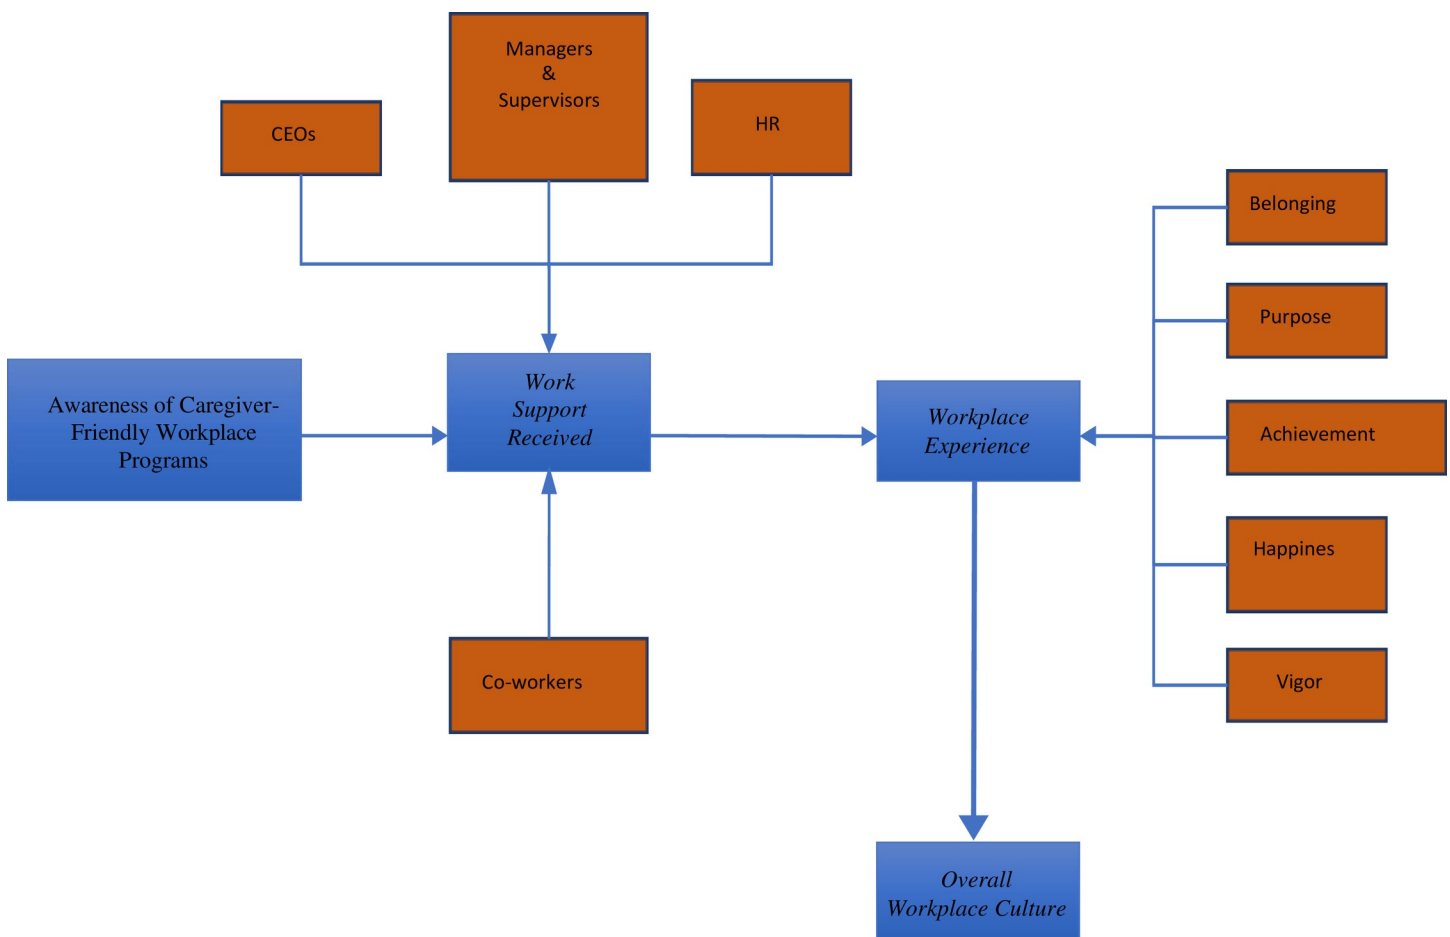 Managers
&
Supervisors
CEOs
HR
Belonging
Purpose
Awareness of Caregiver-
Friendly Workplace
Programs
Work
Support
Received
Workplace
Experience
Achievement
Happines
Co-workers
Vigor
Overall
Workplace Culture